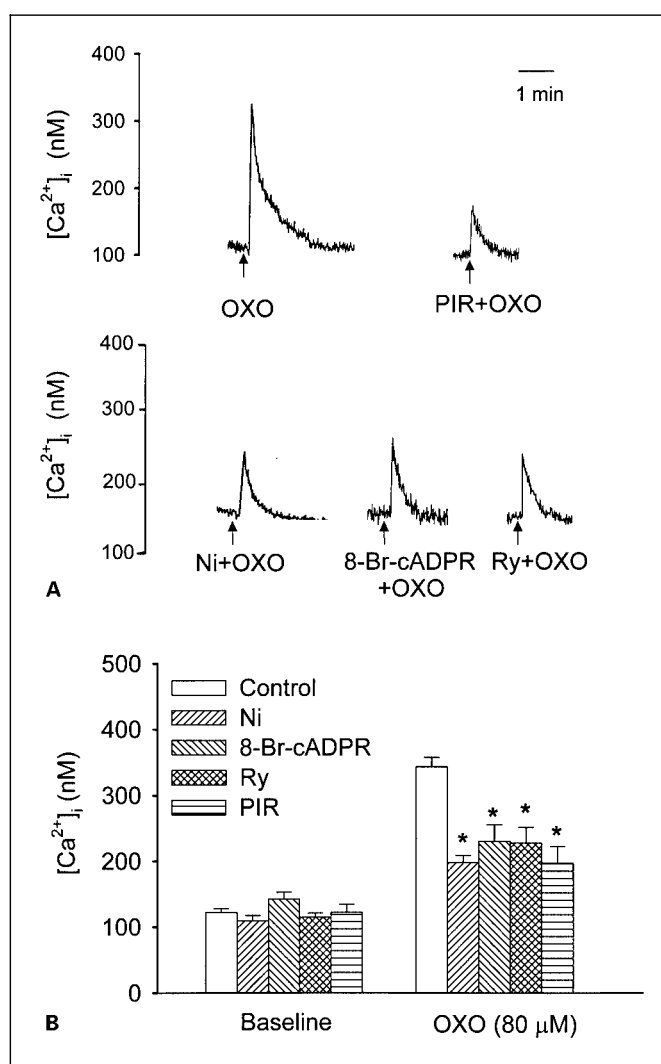 400
300
200
100
[Ca2+]i (nM)
1 min
OXO
PIR+OXO
400
300
200
100
[Ca2+]i (nM)
Ni+OXO
8-Br-cADPR
+OXO
Ry+OXO
A
500
400
300
200
100
0
[Ca2+]i (nM)
Control
Ni
8-Br-cADPR
Ry
PIR
* * * *
Baseline
OXO (80 μM)
B